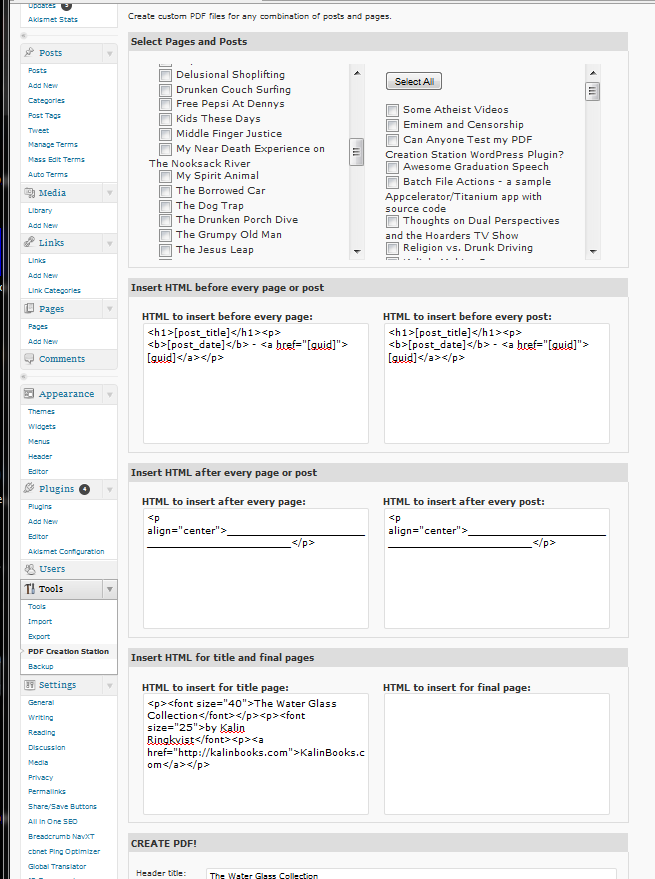 Updates 5
Akismet Stats
Posts
Posts
Add New
Categories
Post Tags
Tweet
Manage Terms
Mass Edit Terms
Auto Terms
Media
Library
Add New
Links
Links
Add New
Link Categories
Pages
Pages
Add New
Comments
Appearance
Themes
Widgets
Menus
Header
Editor
Plugins 4
Plugins
Add New
Editor
Akismet Configuration
Users
Tools
Tools
Import
Export
PDF Creation Station
Backup
Settings
General
Writing
Reading
Discussion
Media
Privacy
Permalinks
Share/Save Buttons
All in One SEO
Breadcrumb NavXT
cbnet Ping Optimizer
Global Translator
Create custom PDF files for any combination of posts and pages.
Select Pages and Posts
Delusional Shoplifting
Drunken Couch Surfing
Free Pepsi At Dennys
Kids These Days
Middle Finger Justice
My Near Death Experience on
The Nooksack River
My Spirit Animal
The Borrowed Car
The Dog Trap
The Drunken Porch Dive
The Grumpy Old Man
The Jesus Leap
Select All
Some Atheist Videos
Eminem and Censorship
Can Anyone Test my PDF
Creation Station WordPress Plugin?
Awesome Graduation Speech
Batch File Actions - a sample
Appcelerator/Titanium app with
source code
Thoughts on Dual Perspectives
and the Hoarders TV Show
Religion vs. Drunk Driving
Insert HTML before every page or post
HTML to insert before every page:
<h1>[post_title]</h1><p>
<b>[post_date]</b> - <a href="[guid]">
[guid]</a></p>
HTML to insert before every post:
<h1>[post_title]</h1><p>
<b>[post_date]</b> - <a href="[guid]">
[guid]</a></p>
Insert HTML after every page or post
HTML to insert after every page:
<p
align="center">_______________________
________________________</p>
HTML to insert after every post:
<p
align="center">_______________________
________________________</p>
Insert HTML for title and final pages
HTML to insert for title page:
<p><font size="40">The Water Glass
Collection</font></p><p><font
size="25">by Kalin
Ringkvist</font><p><a
href="http://kalinbooks.com">KalinBooks.c
om</a></p>
HTML to insert for final page:
CREATE PDF!
Header title:
The Water Glass Collection